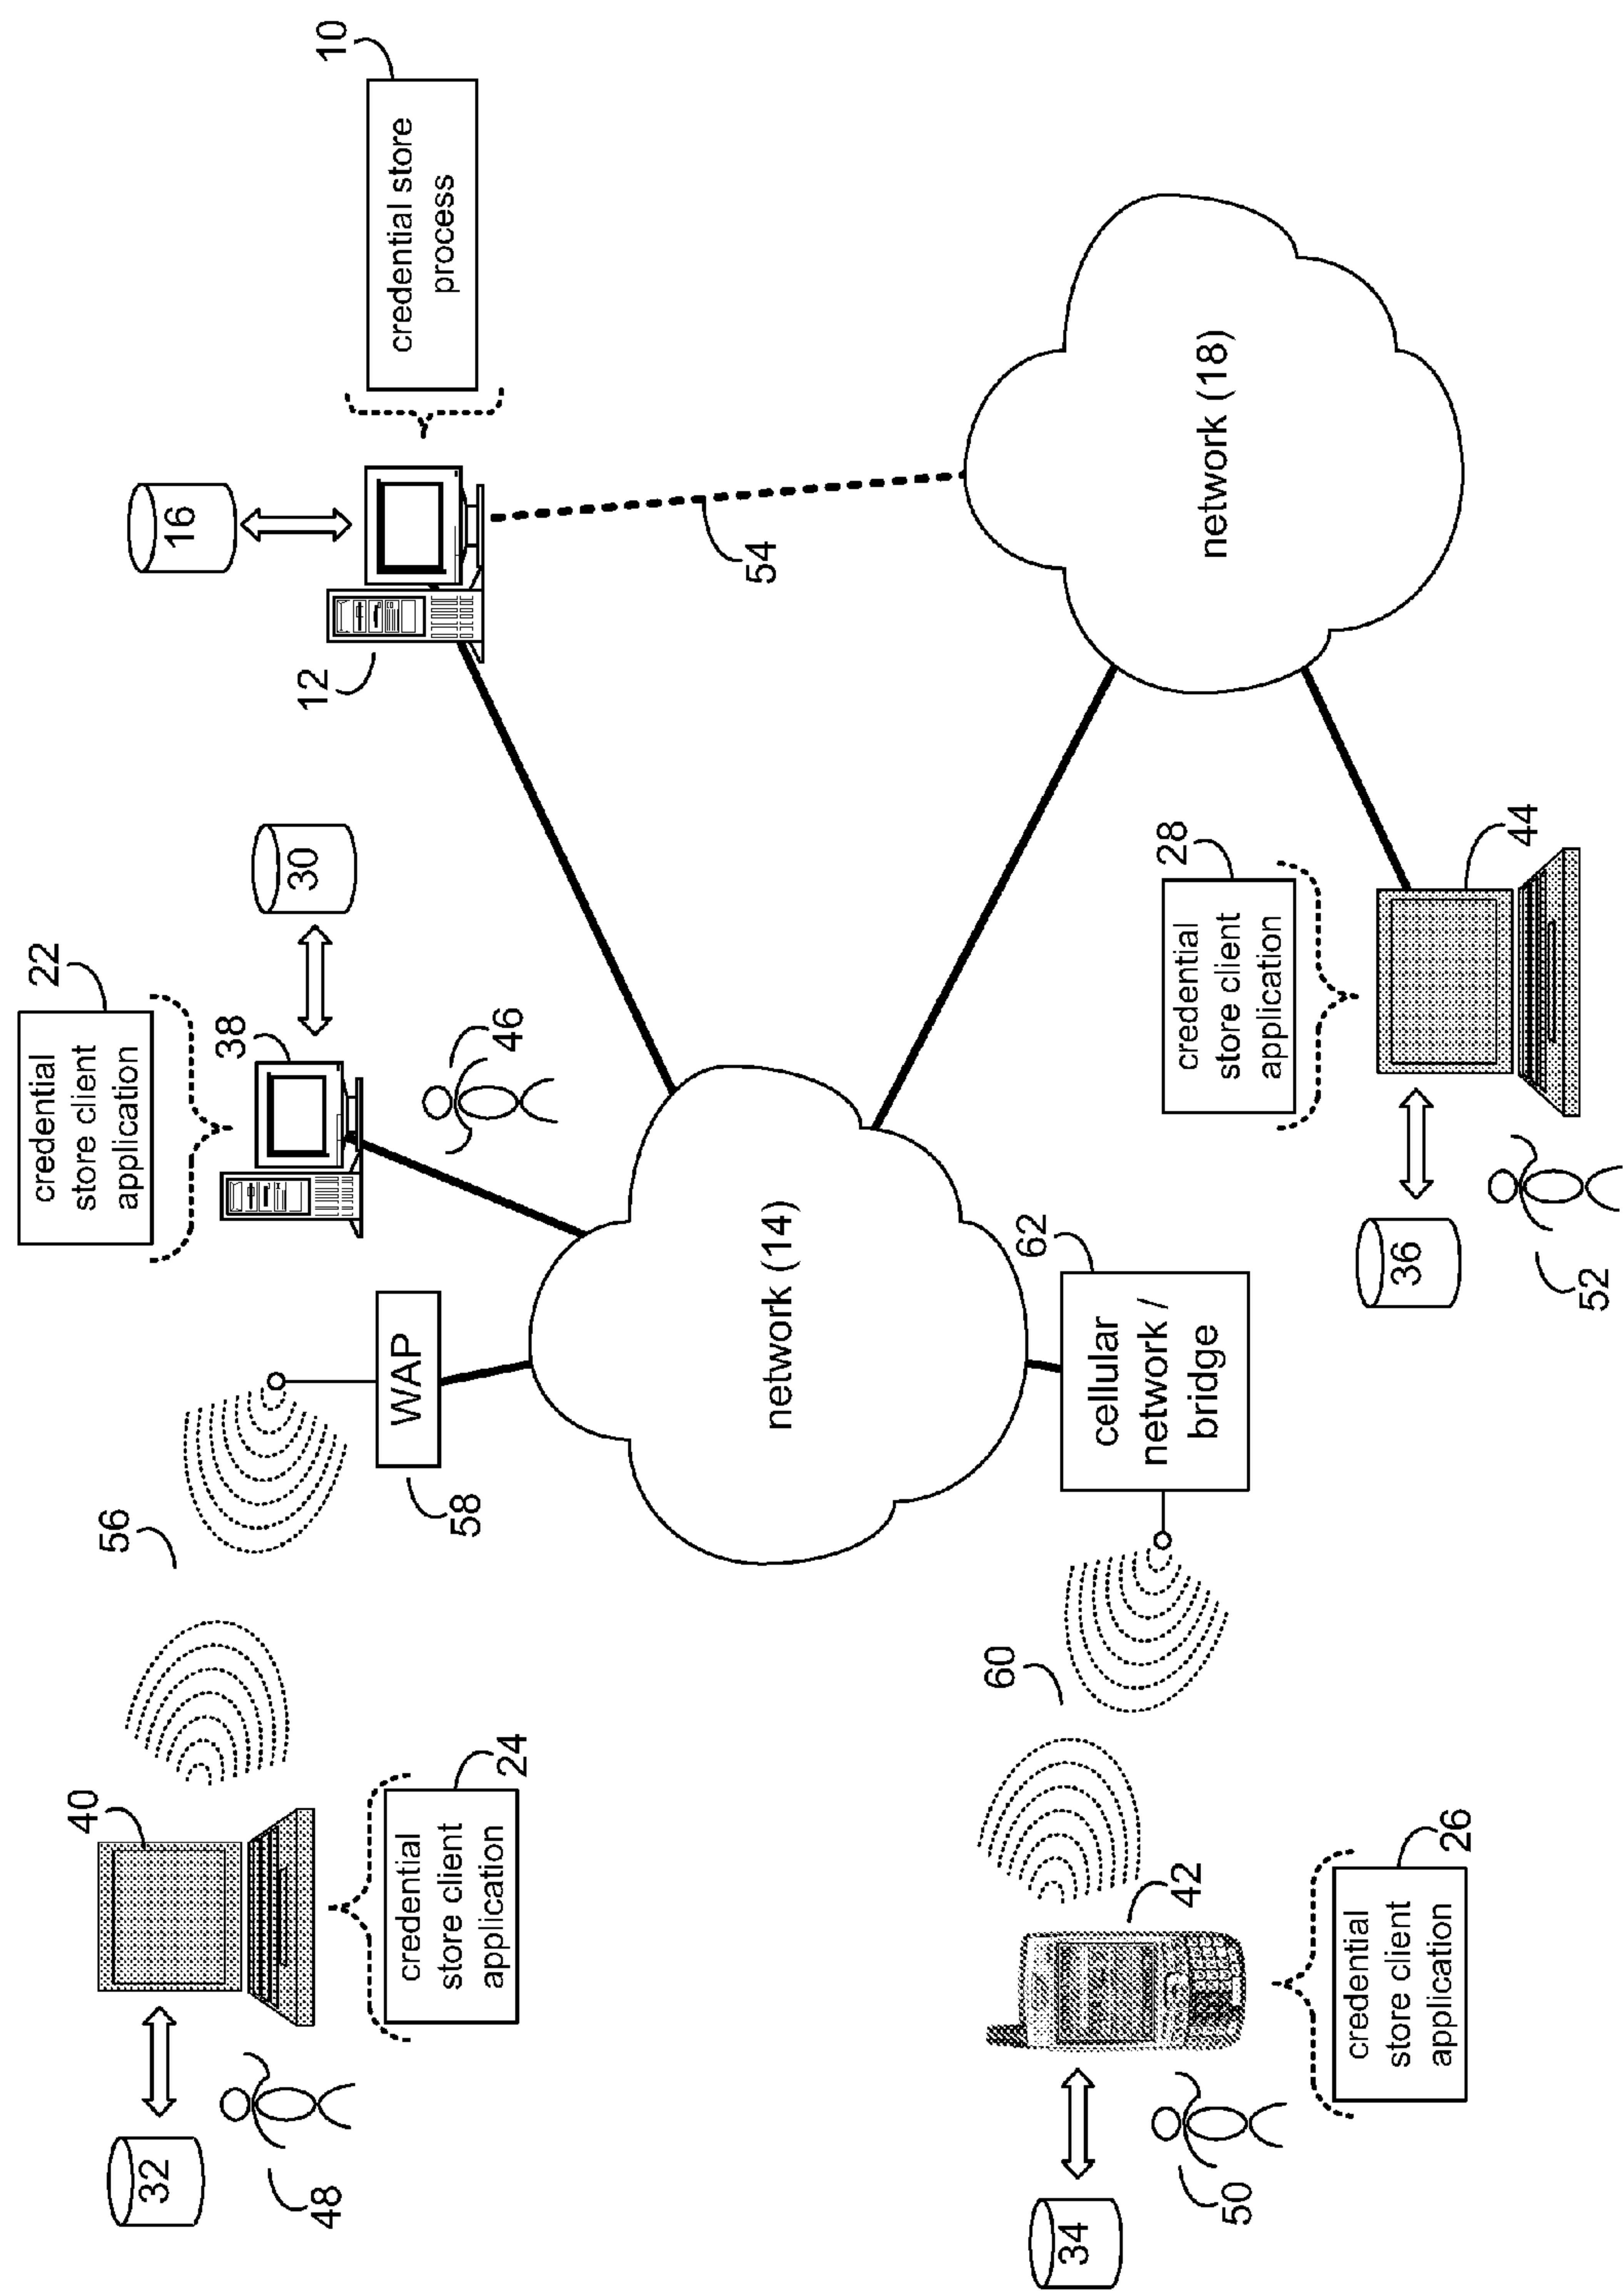 32
48
40
credential
store client
application
24
56
WAP
58
credential
store client
application
22
38
30
46
16
12
credential store
process
10
54
network (14)
network (18)
34
50
42
credential
store client
application
26
60
cellular
network /
bridge
62
36
52
credential
store client
application
28
44